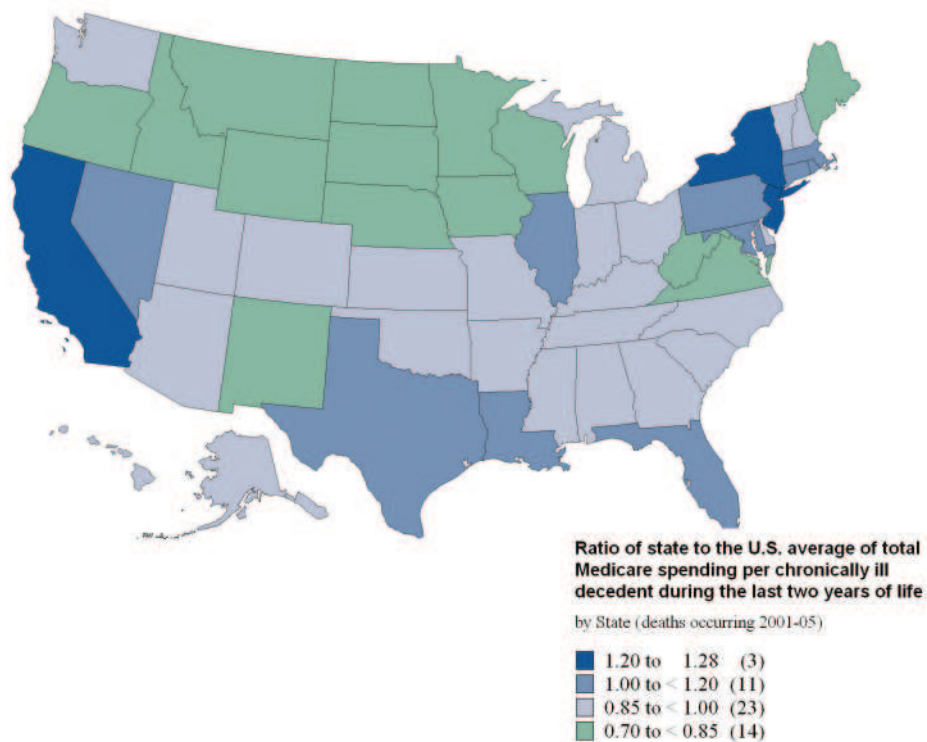 Ratio of state to the U.S. average of total
Medicare spending per chronically ill
decedent during the last two years of life
by State (deaths occurring 2001-05)
1.20 to 1.28 (3)
1.00 to < 1.20 (11)
0.85 to < 1.00 (23)
0.70 to < 0.85 (14)